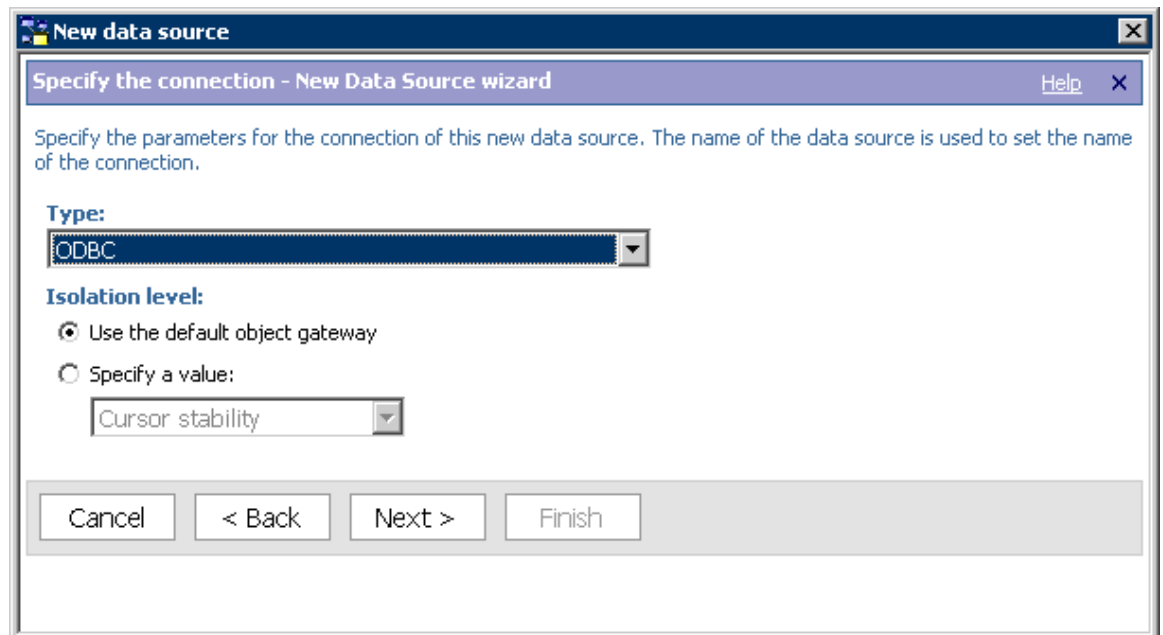 New data source
Specify the connection - New Data Source wizard Help
Specify the parameters for the connection of this new data source. The name of the data source is used to set the name
of the connection.
Type:
ODBC
Isolation level:
Use the default object gateway
Specify a value:
Cursor stability
Cancel < Back Next > Finish